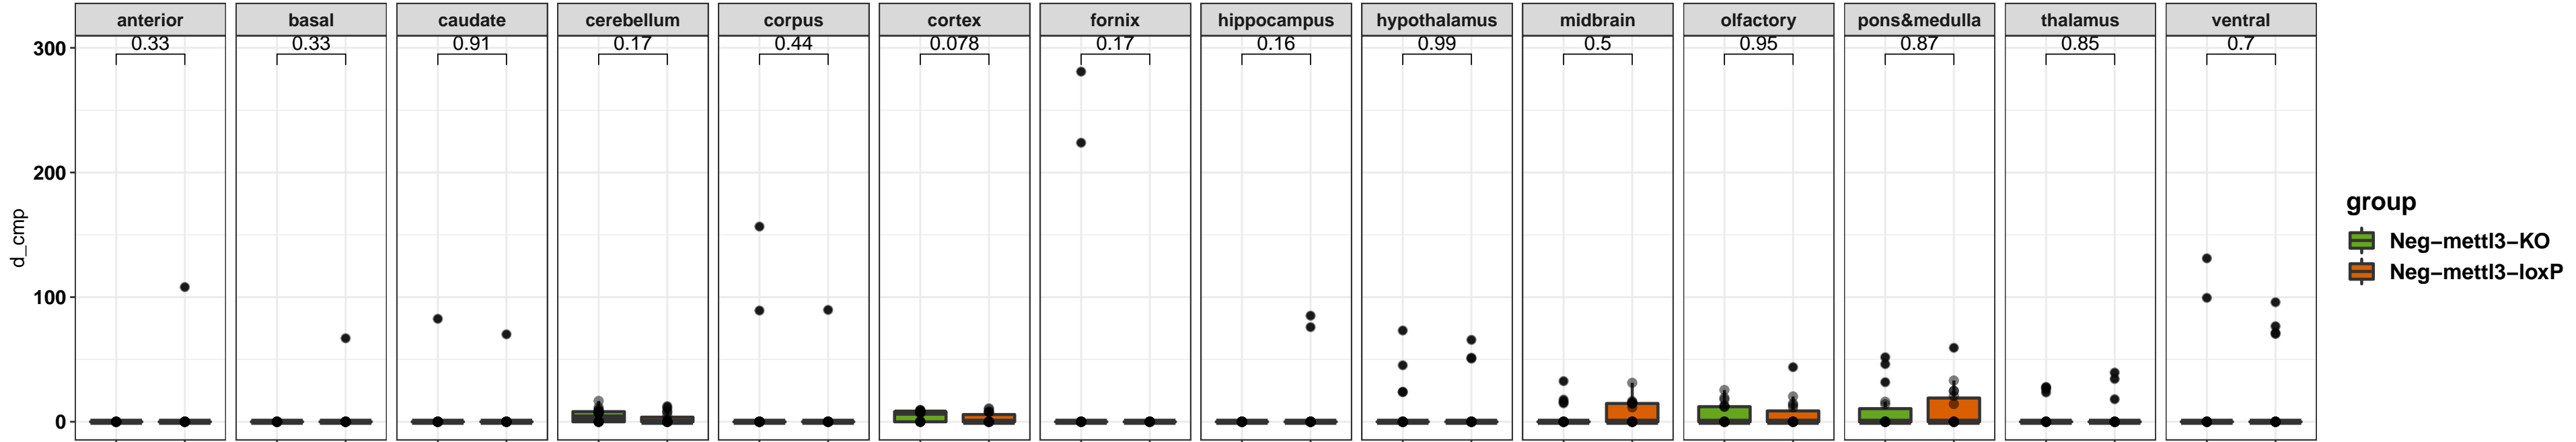 anterior basal caudate cerebellum corpus cortex fornix hippocampus hypothalamus midbrain olfactory pons&medulla thalamus ventral
0.33 0.33 0.91 0.17 0.44 0.078 0.17 0.16 0.99 0.5 0.95 0.87 0.85 0.7
300
200
100
0
d_cmp
group
Neg−mettl3−KO
Neg−mettl3−loxP